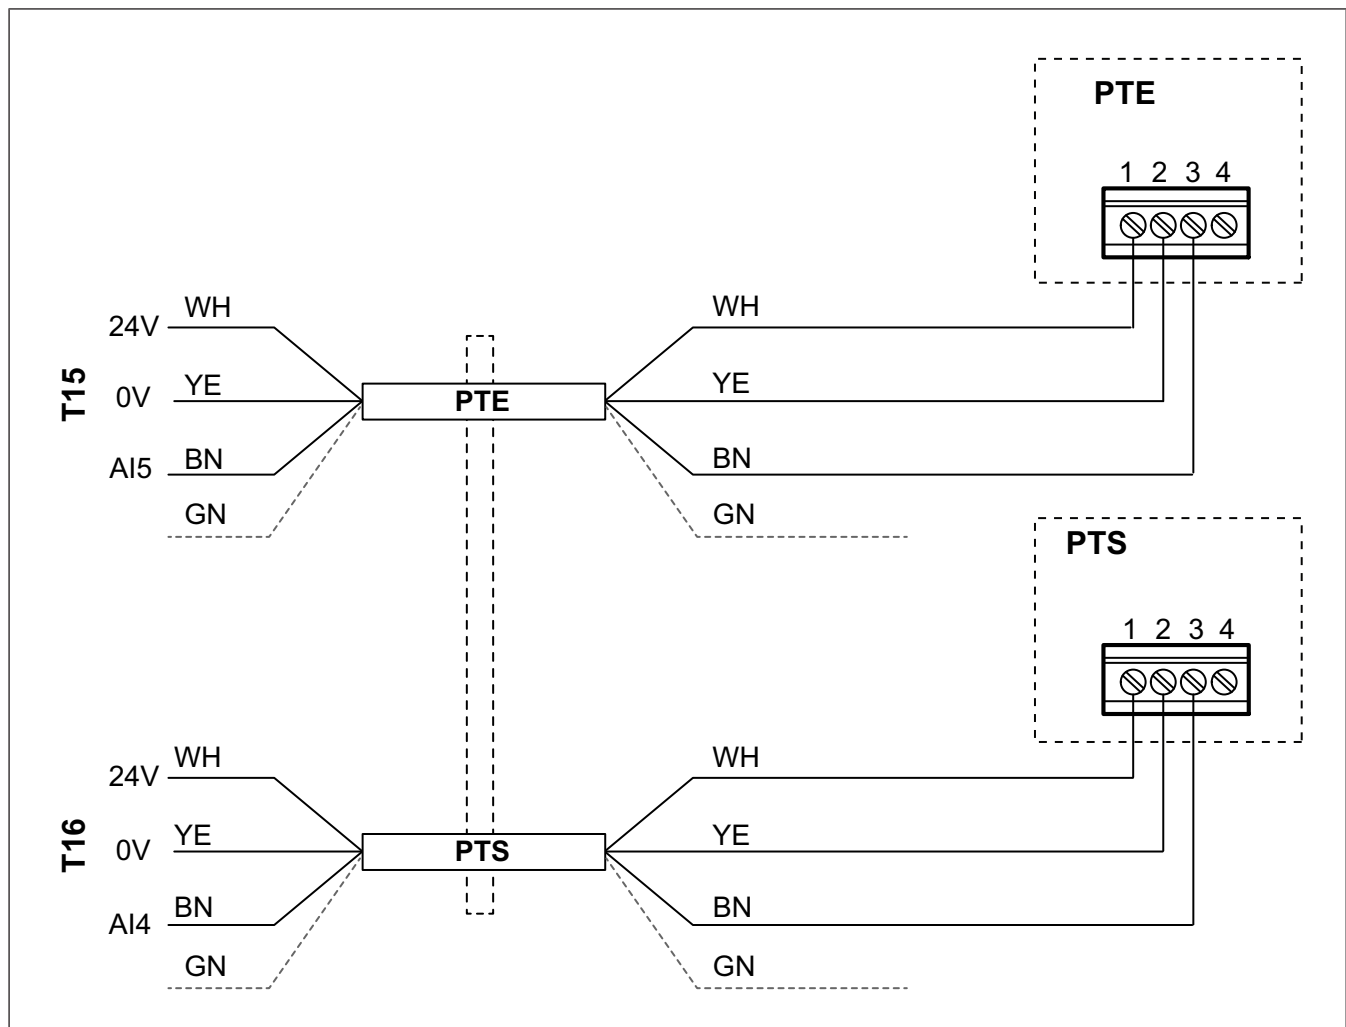 PTE
1 2 3 4
WH WH
24V
T15
YE YE
0V
PTE
BN BN
AI5
GN GN
PTS
1 2 3 4
WH WH
24V
T16
YE YE
0V
PTS
BN BN
AI4
GN GN